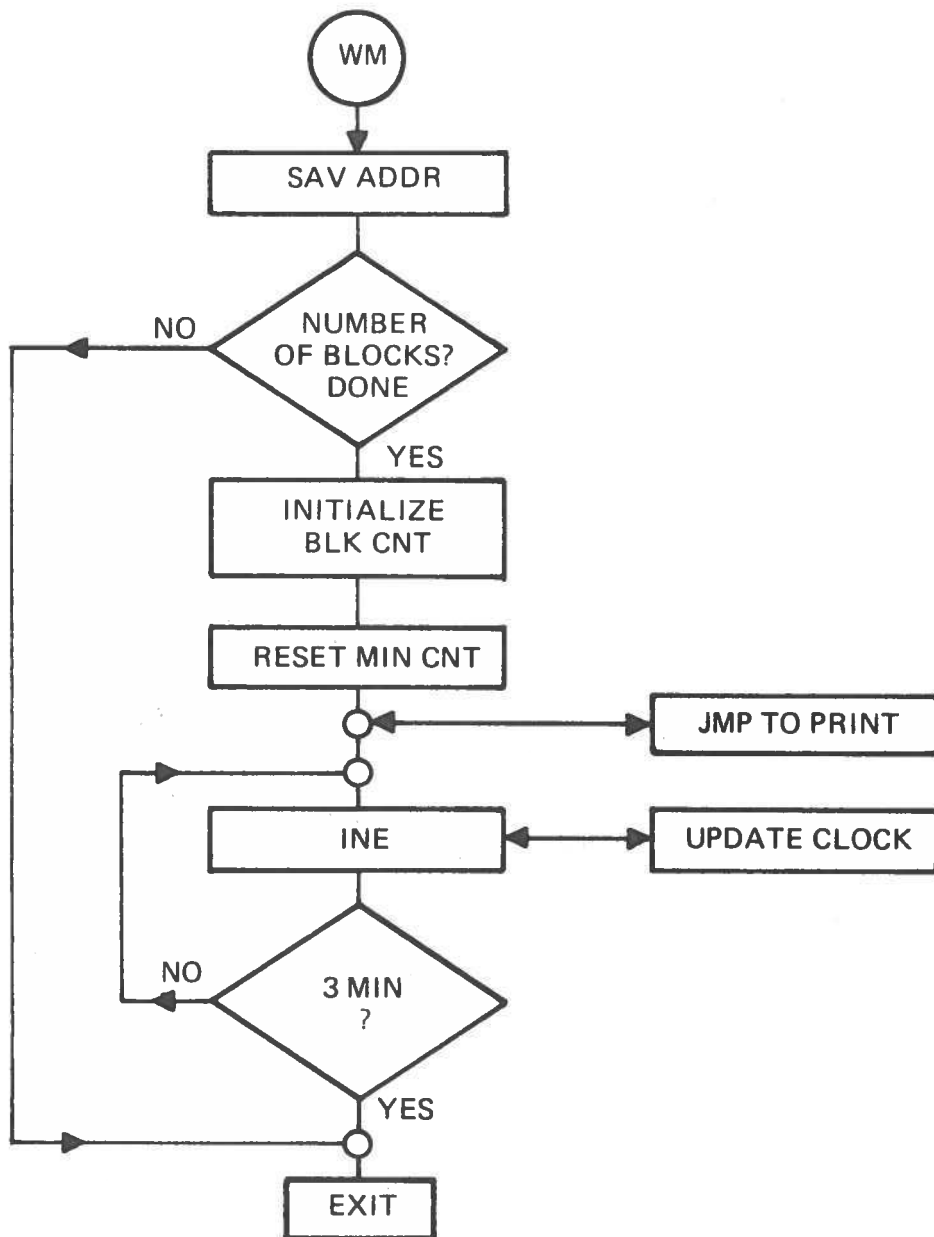 WM
SAV ADDR
NO
NUMBER
OF BLOCKS?
DONE
YES
INITIALIZE
BLK CNT
RESET MIN CNT
JMP TO PRINT
INE
UPDATE CLOCK
NO
3 MIN
?
YES
EXIT